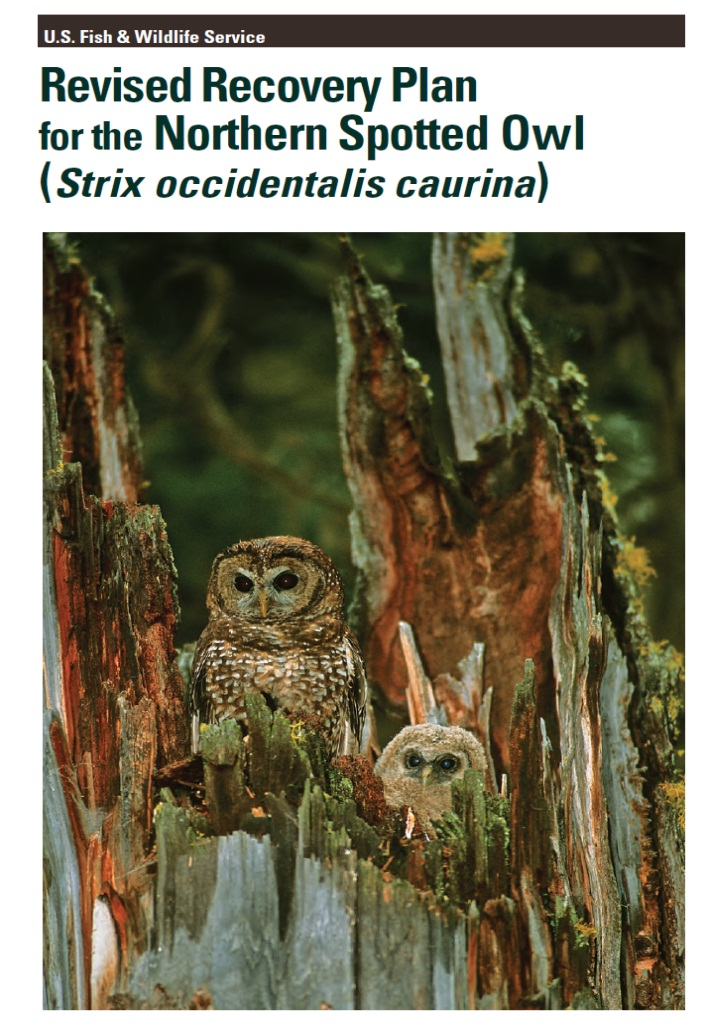 U.S. Fish & Wildlife Service
Revised Recovery Plan
for the Northern Spotted Owl
(Strix occidentalis caurina)